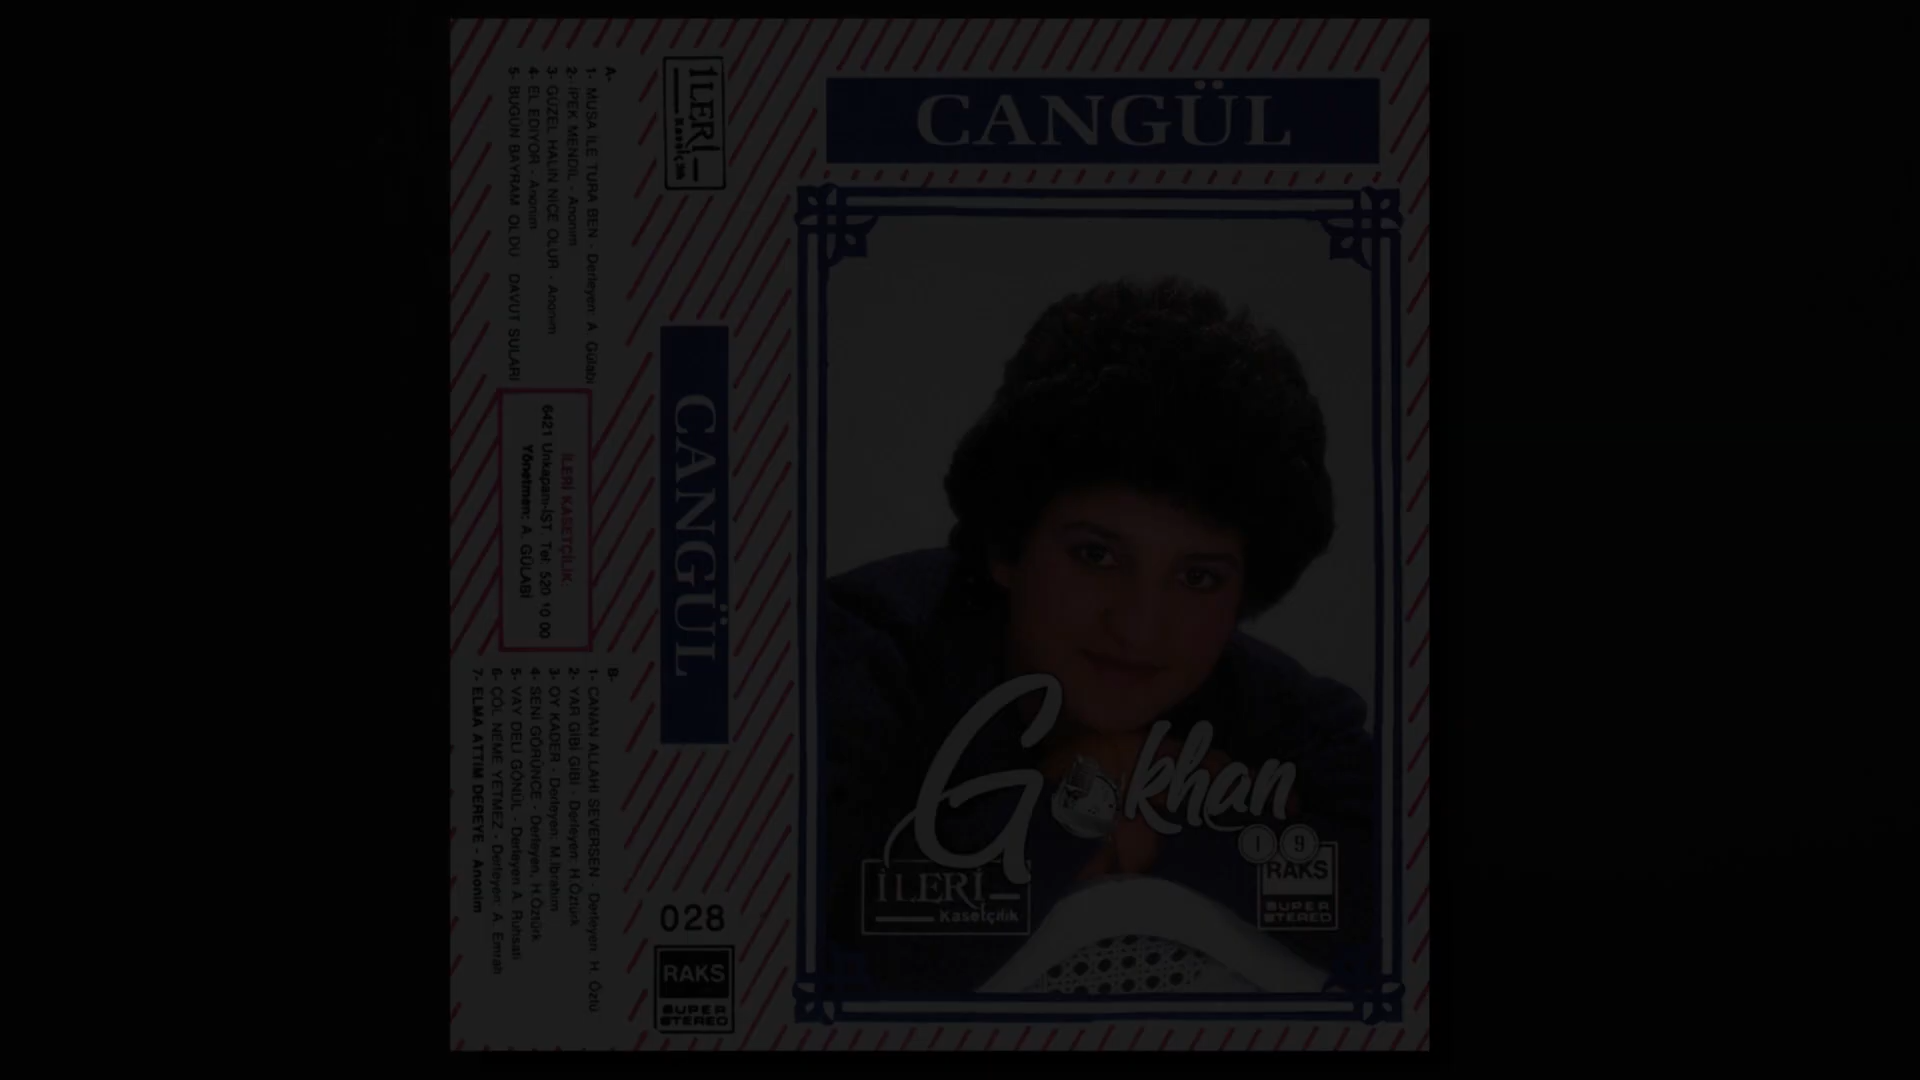 CANGÜL
Gökhan
19
İLERİ
Kasetçilik
RAKS
SUPER
STEREO
İLERİ
Kasetçilik
CANGÜL
028
RAKS
SUPER
STEREO
A-
1- MUSA İLE TURA BEN - Derleyen: A. Gülabi
2- İPEK MENDİL - Anonim
3- GÜZEL HALİN NİCE OLUR - Anonim
4- EL EDİYOR - Anonim
5- BUGÜN BAYRAM OLDU DAVUT SULARİ
İLERİ KASETÇİLİK:
6421 Unkapanı-İST. Tel: 520 10 00
Yönetmen: A. GÜLABİ
B-
1- CANAN ALLAHI SEVERSEN - Derleyen: H. Öztü
2- YAR GİBİ GİBİ - Derleyen: H.Öztürk
3- OY KADER - Derleyen: M.İbrahim
4- SENİ GÖRÜNCE - Derleyen, H.Öztürk
5- VAY DELİ GÖNÜL - Derleyen A. Ruhsati
6- ÇÖL NEME YETMEZ - Derleyen: A. Emrah
7- ELMA ATTIM DEREYE - Anonim